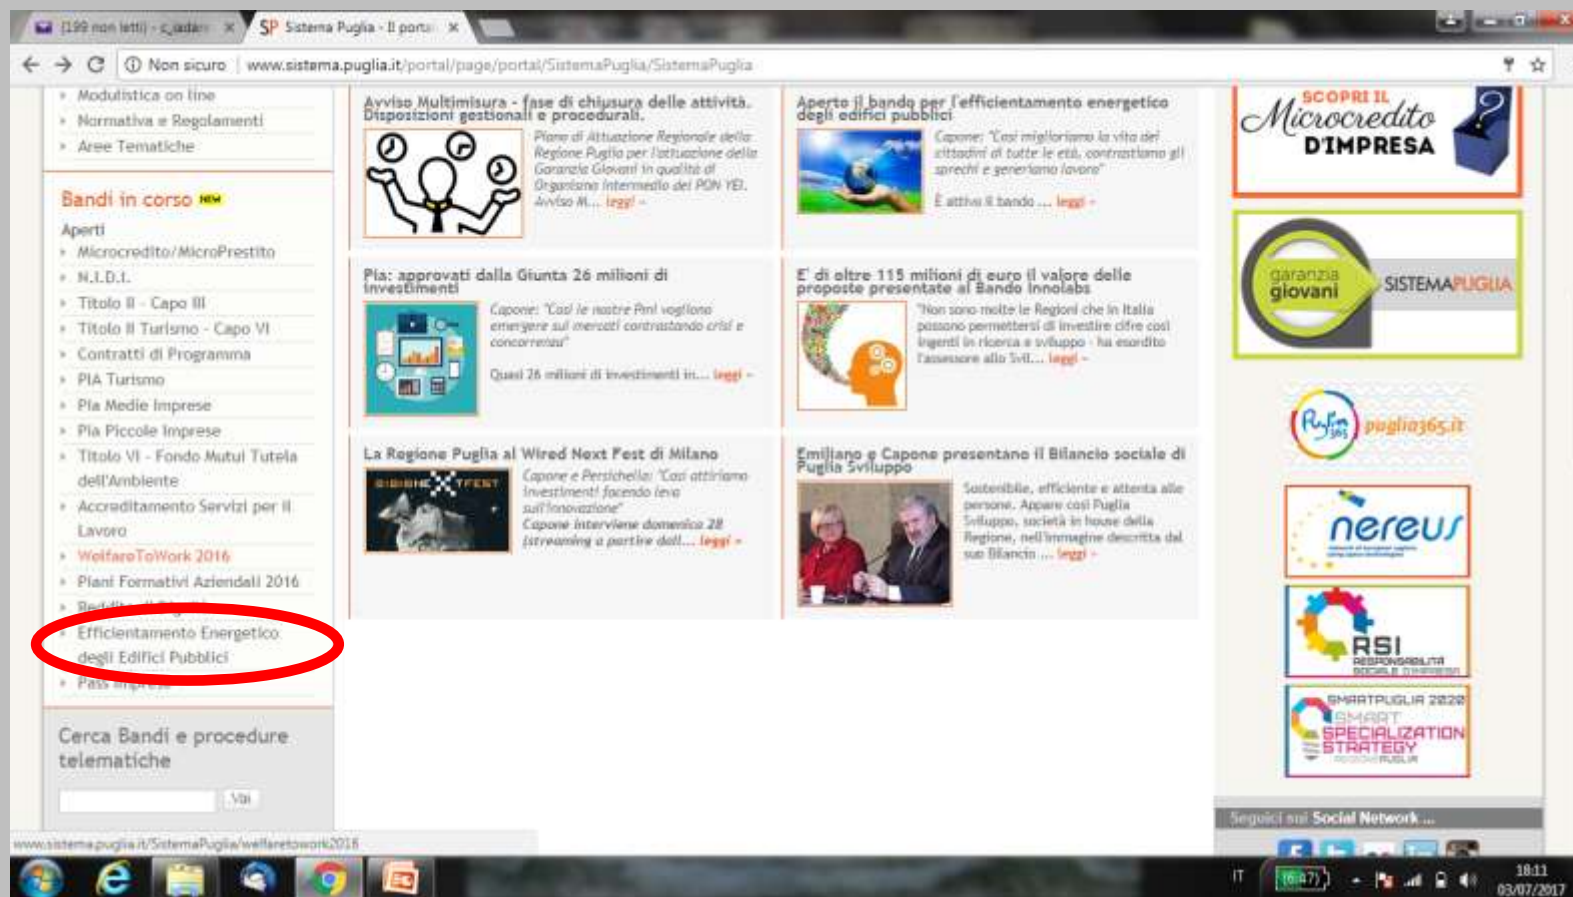 (199 non letti) -
Sistema Puglia - Il porta
Non sicuro | www.sistema.puglia.it/portal/page/portal/SistemaPuglia/SistemaPuglia
Modulistica on line
Normativa e Regolamenti
Aree Tematiche
Bandi in corso NEW
Aperti
Microcredito/MicroPrestito
N.I.D.I.
Titolo II - Capo III
Titolo II Turismo - Capo VI
Contratti di Programma
PIA Turismo
Pia Medie Imprese
Pia Piccole Imprese
Titolo VI - Fondo Mutui Tutela
dell'Ambiente
Accreditamento Servizi per il
Lavoro
WelfareToWork 2016
Piani Formativi Aziendali 2016
Efficientamento Energetico
degli Edifici Pubblici
Pass Imprese
Cerca Bandi e procedure
telematiche
Vai
www.sistema.puglia.it/SistemaPuglia/welfaretowork2016
Avviso Multimisura - fase di chiusura delle attività.
Disposizioni gestionali e procedurali.
Piano di Attuazione Regionale della
Regione Puglia per l'attuazione della
Garanzia Giovani in qualità di
Organismo Intermedio del PON YEI.
Avviso M... leggi »
Aperto il bando per l'efficientamento energetico
degli edifici pubblici
Capone: "Così miglioriamo la vita dei
cittadini di tutte le età, contrastiamo gli
sprechi e generiamo lavoro"
È attivo il bando ... leggi »
Pia: approvati dalla Giunta 26 milioni di
investimenti
Capone: "Così le nostre Pmi vogliono
emergere sui mercati contrastando crisi e
concorrenza"
Quasi 26 milioni di investimenti in... leggi »
E' di oltre 115 milioni di euro il valore delle
proposte presentate al Bando Innolabs
"Non sono molte le Regioni che in Italia
possono permettersi di investire cifre così
ingenti in ricerca e sviluppo - ha esordito
l'assessore allo Svil... leggi »
La Regione Puglia al Wired Next Fest di Milano
Capone e Persichella: "Così attiriamo
investimenti facendo leva
sull'innovazione"
Capone interviene domenica 28
(streaming a partire dall... leggi »
Emiliano e Capone presentano il Bilancio sociale di
Puglia Sviluppo
Sostenibile, efficiente e attenta alle
persone. Appare così Puglia
Sviluppo, società in house della
Regione, nell'immagine descritta dal
suo Bilancio ... leggi »
SCOPRI IL
Microcredito
D'IMPRESA
garanzia
giovani
SISTEMAPUGLIA
Puglia
365
puglia365.it
nereus
RSI
RESPONSABILITÀ
SOCIALE D'IMPRESA
SMARTPUGLIA 2020
SMART
SPECIALIZATION
STRATEGY
REGIONE PUGLIA
Seguici sui Social Network ...
IT
(6:47)
18:11
03/07/2017